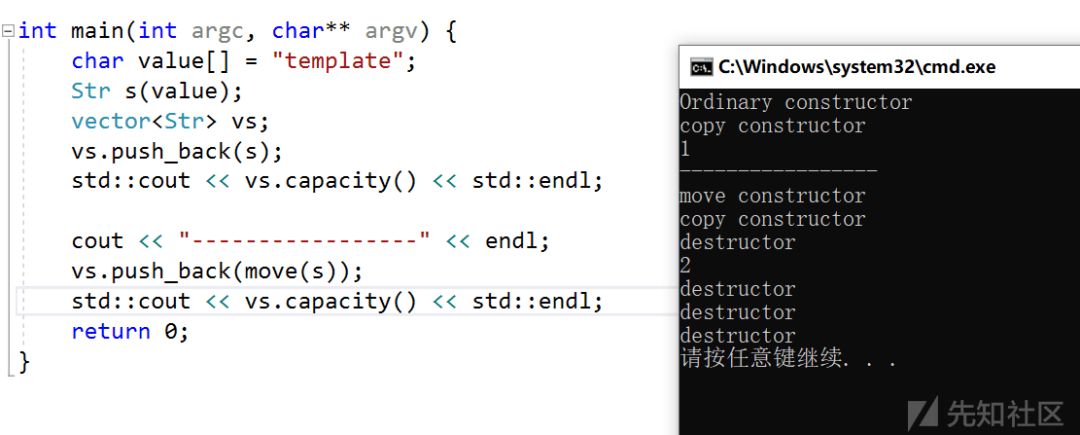 int main(int argc, char** argv) {
char value[] = "template";
Str s(value);
vector<Str> vs;
vs.push_back(s);
std::cout << vs.capacity() << std::endl;
cout << "-----------------" << endl;
vs.push_back(move(s));
std::cout << vs.capacity() << std::endl;
return 0;
}
C:\Windows\system32\cmd.exe
Ordinary constructor
copy constructor
1
-----------------
move constructor
copy constructor
destructor
2
destructor
destructor
destructor
请按任意键继续. . .
先知社区